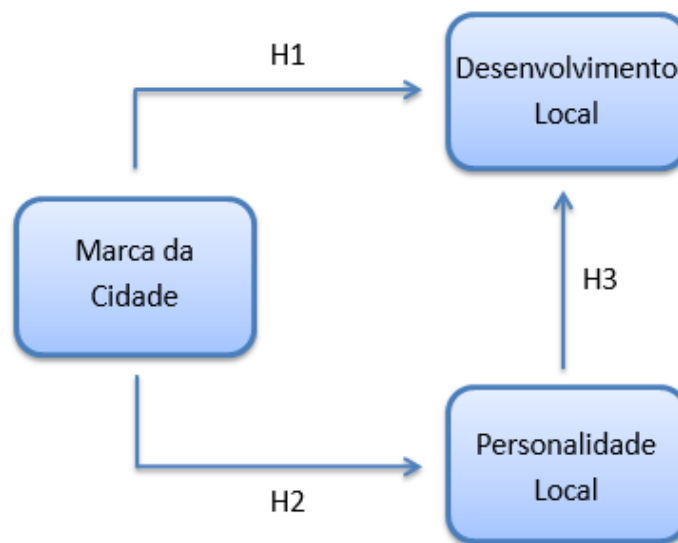 H1
Desenvolvimento
Local
Marca da
Cidade
H3
Personalidade
Local
H2